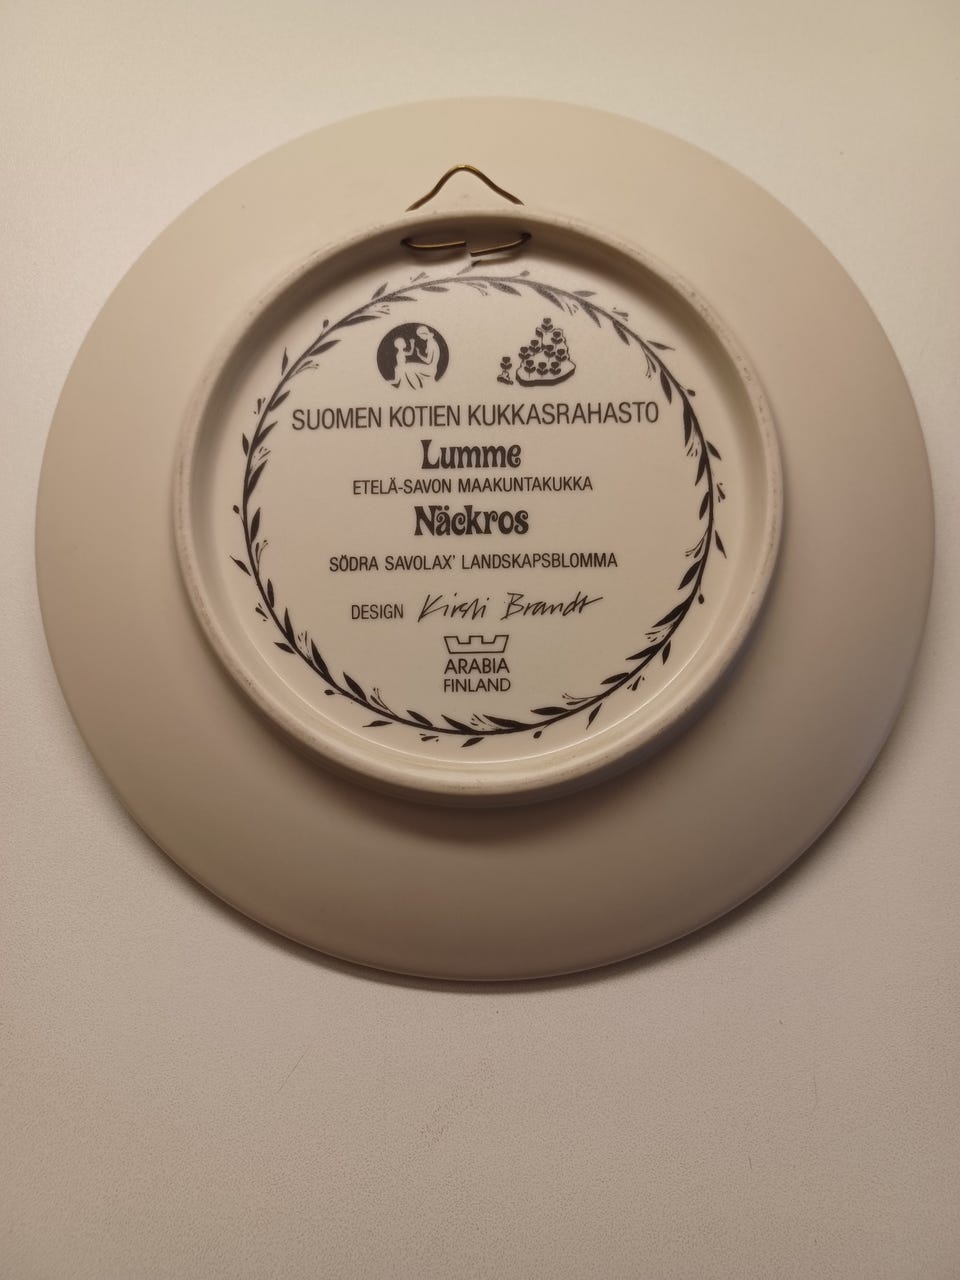 SUOMEN KOTIEN KUKKASRAHASTO
Lumme
ETELÄ-SAVON MAAKUNTAKUKKA
Näckros
SÖDRA SAVOLAX' LANDSKAPSBLOMMA
DESIGN Kirsti Brandt
ARABIA
FINLAND